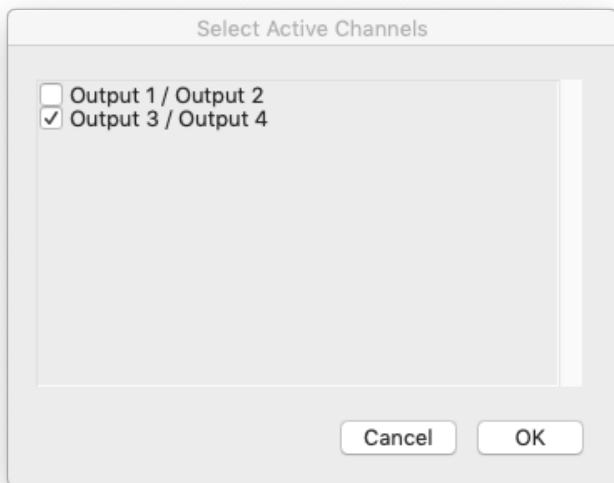 Select Active Channels
Output 1 / Output 2
Output 3 / Output 4
Cancel
OK